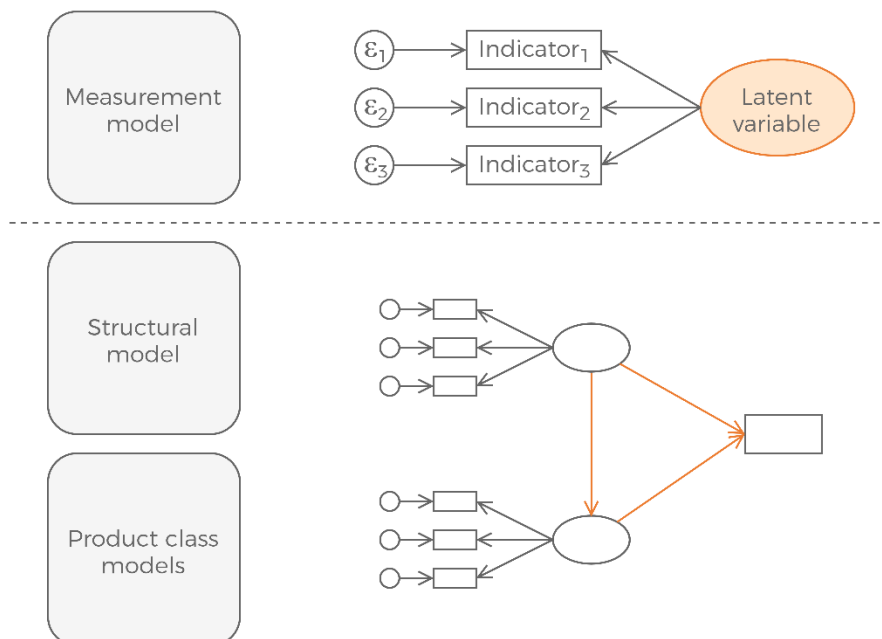 Measurement
model
ε1
Indicator1
ε2
Indicator2
ε3
Indicator3
Latent
variable
Structural
model
Product class
models